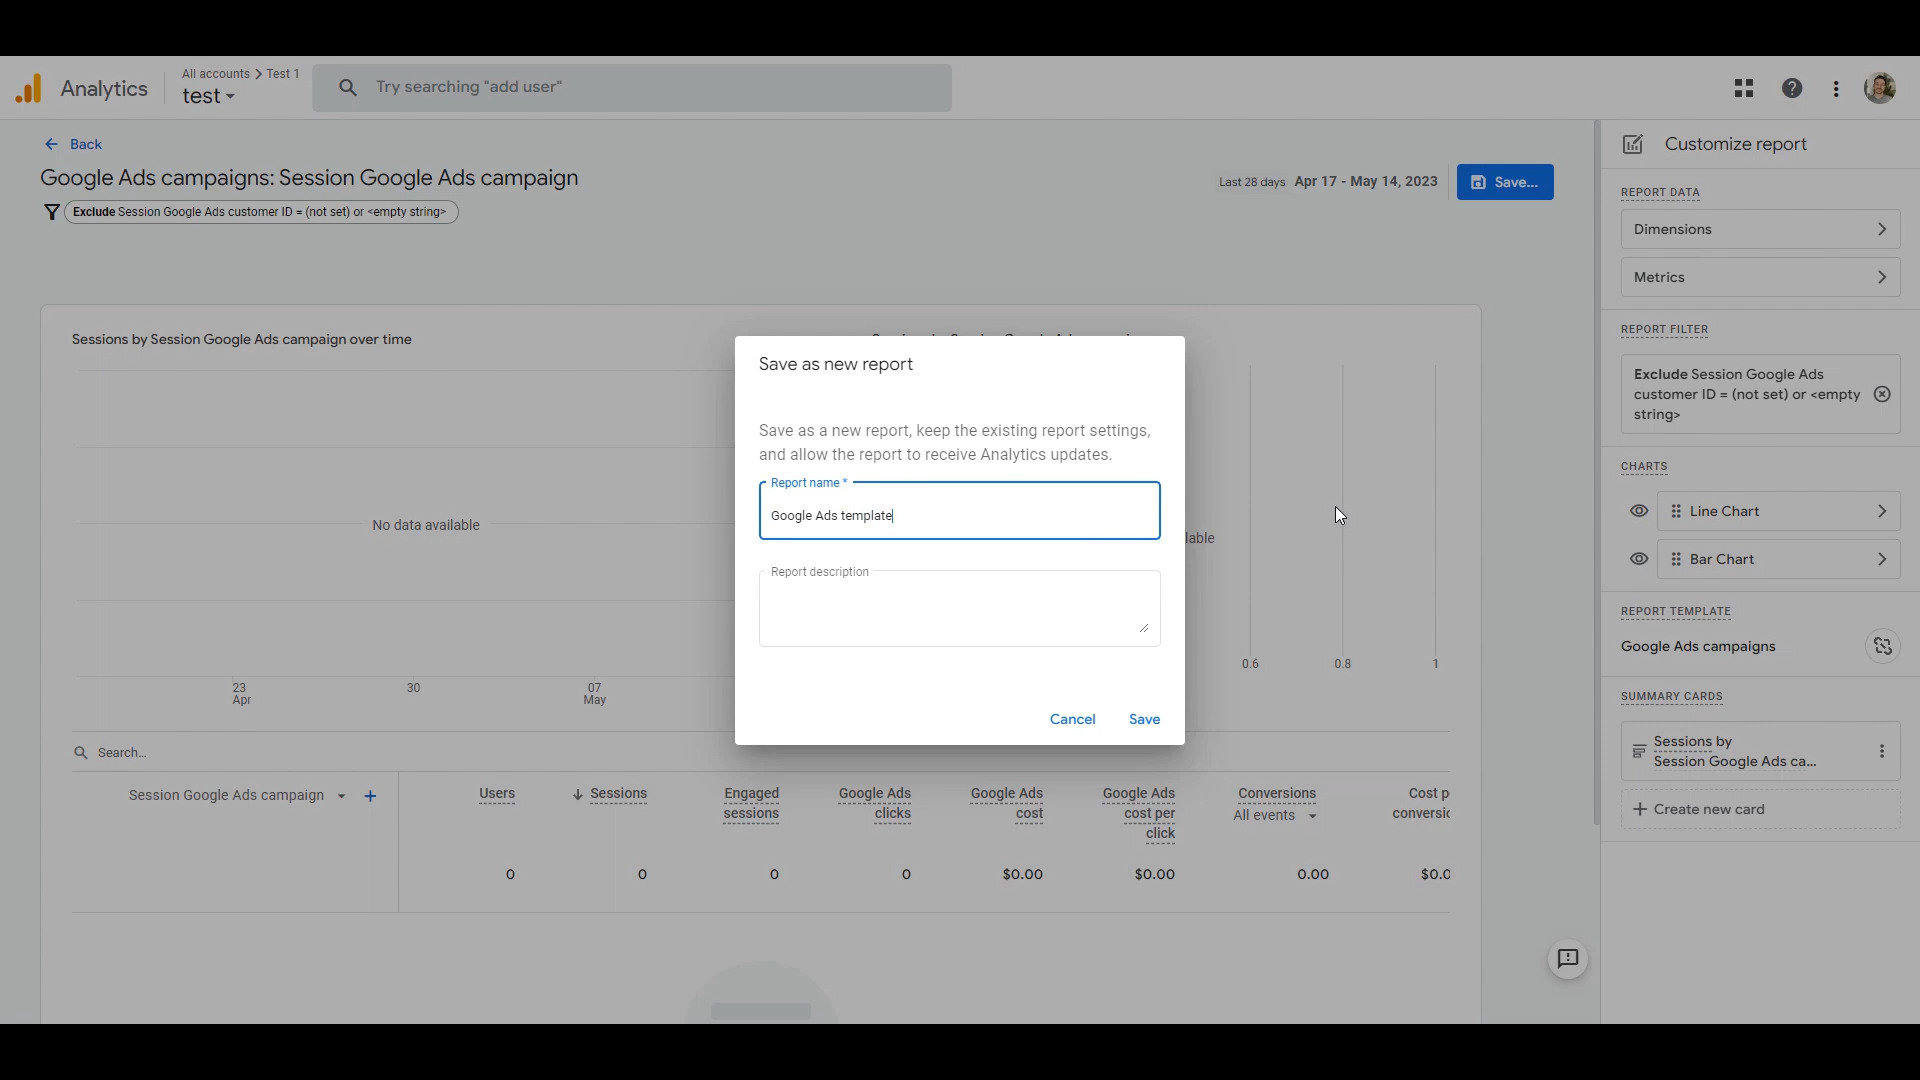 Analytics
All accounts > Test 1
test
Try searching “add user”
Back
Google Ads campaigns: Session Google Ads campaign
Last 28 days Apr 17 - May 14, 2023
Save...
Exclude Session Google Ads customer ID = (not set) or <empty string>
Sessions by Session Google Ads campaign over time
No data available
23
Apr
30
07
May
lable
0.6
0.8
1
Save as new report
Save as a new report, keep the existing report settings,
and allow the report to receive Analytics updates.
Report name *
Google Ads template
Report description
Cancel
Save
Search...
Session Google Ads campaign
Users
Sessions
Engaged
sessions
Google Ads
clicks
Google Ads
cost
Google Ads
cost per
click
Conversions
All events
Cost p
conversic
0
0
0
0
$0.00
$0.00
0.00
$0.0
Customize report
REPORT DATA
Dimensions
Metrics
REPORT FILTER
Exclude Session Google Ads
customer ID = (not set) or <empty
string>
CHARTS
Line Chart
Bar Chart
REPORT TEMPLATE
Google Ads campaigns
SUMMARY CARDS
Sessions by
Session Google Ads ca...
Create new card